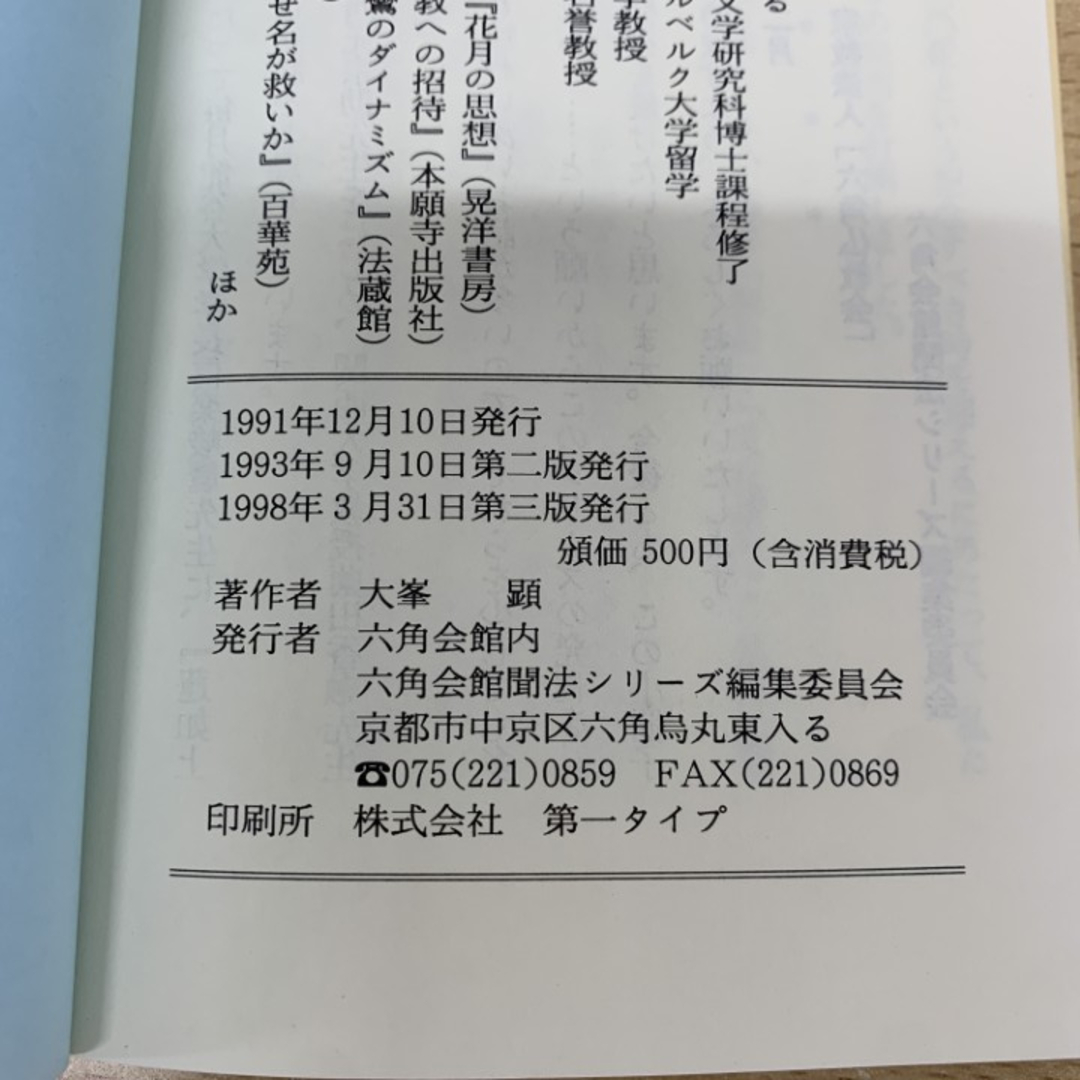 る
文学研究科博士課程修了
ルベルク大学留学
学教授
名誉教授
『花月の思想』(晃洋書房)
教への招待』(本願寺出版社)
鸞のダイナミズム』(法蔵館)
ぜ名が救いか』(百華苑)
ほか
1991年12月10日発行
1993年9月10日第二版発行
1998年3月31日第三版発行
頒価 500円(含消費税)
著作者 大峯 顕
発行者 六角会館内
六角会館聞法シリーズ編集委員会
京都市中京区六角烏丸東入る
☎075(221)0859 FAX(221)0869
印刷所 株式会社 第一タイプ